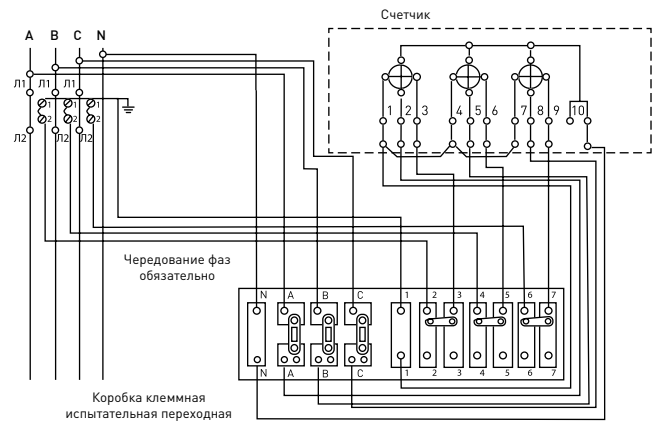 Счетчик
A B C N
Л1 Л1 Л1
1 1 1
2 2 2
Л2 Л2 Л2
1 2 3 4 5 6 7 8 9 10
Чередование фаз
обязательно
N A B C 1 2 3 4 5 6 7
N A B C 1 2 3 4 5 6 7
Коробка клеммная
испытательная переходная